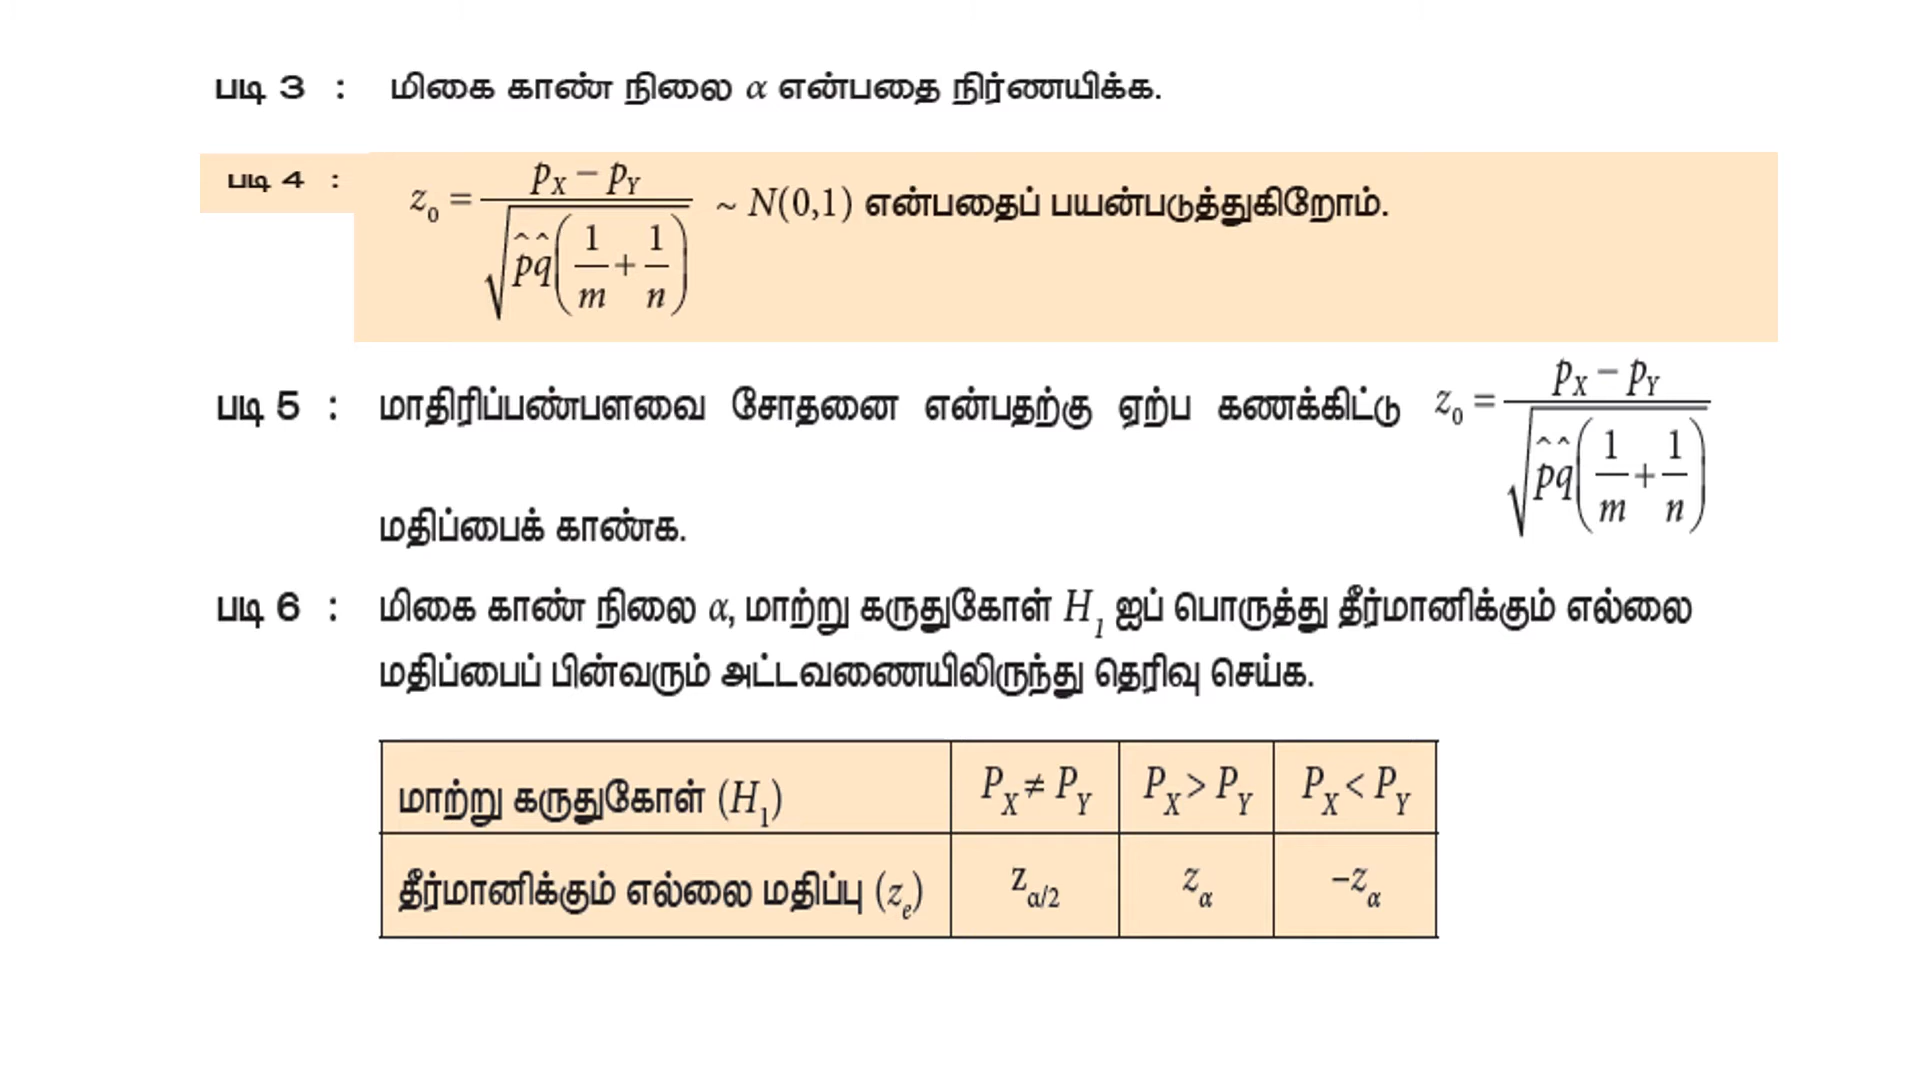 படி 3 : மிகை காண் நிலை α என்பதை நிர்ணயிக்க.
படி 4 : z₀ = (p_X − p_Y) / √(p̂q̂(1/m + 1/n)) ~ N(0,1) என்பதைப் பயன்படுத்துகிறோம்.
படி 5 : மாதிரிப்பண்பளவை சோதனை என்பதற்கு ஏற்ப கணக்கிட்டு z₀ = (p_X − p_Y) / √(p̂q̂(1/m + 1/n))
மதிப்பைக் காண்க.
படி 6 : மிகை காண் நிலை α, மாற்று கருதுகோள் H₁ ஐப் பொருத்து தீர்மானிக்கும் எல்லை
மதிப்பைப் பின்வரும் அட்டவணையிலிருந்து தெரிவு செய்க.
மாற்று கருதுகோள் (H₁) P_X ≠ P_Y P_X > P_Y P_X < P_Y
தீர்மானிக்கும் எல்லை மதிப்பு (z_e) z_α/2 z_α −z_α